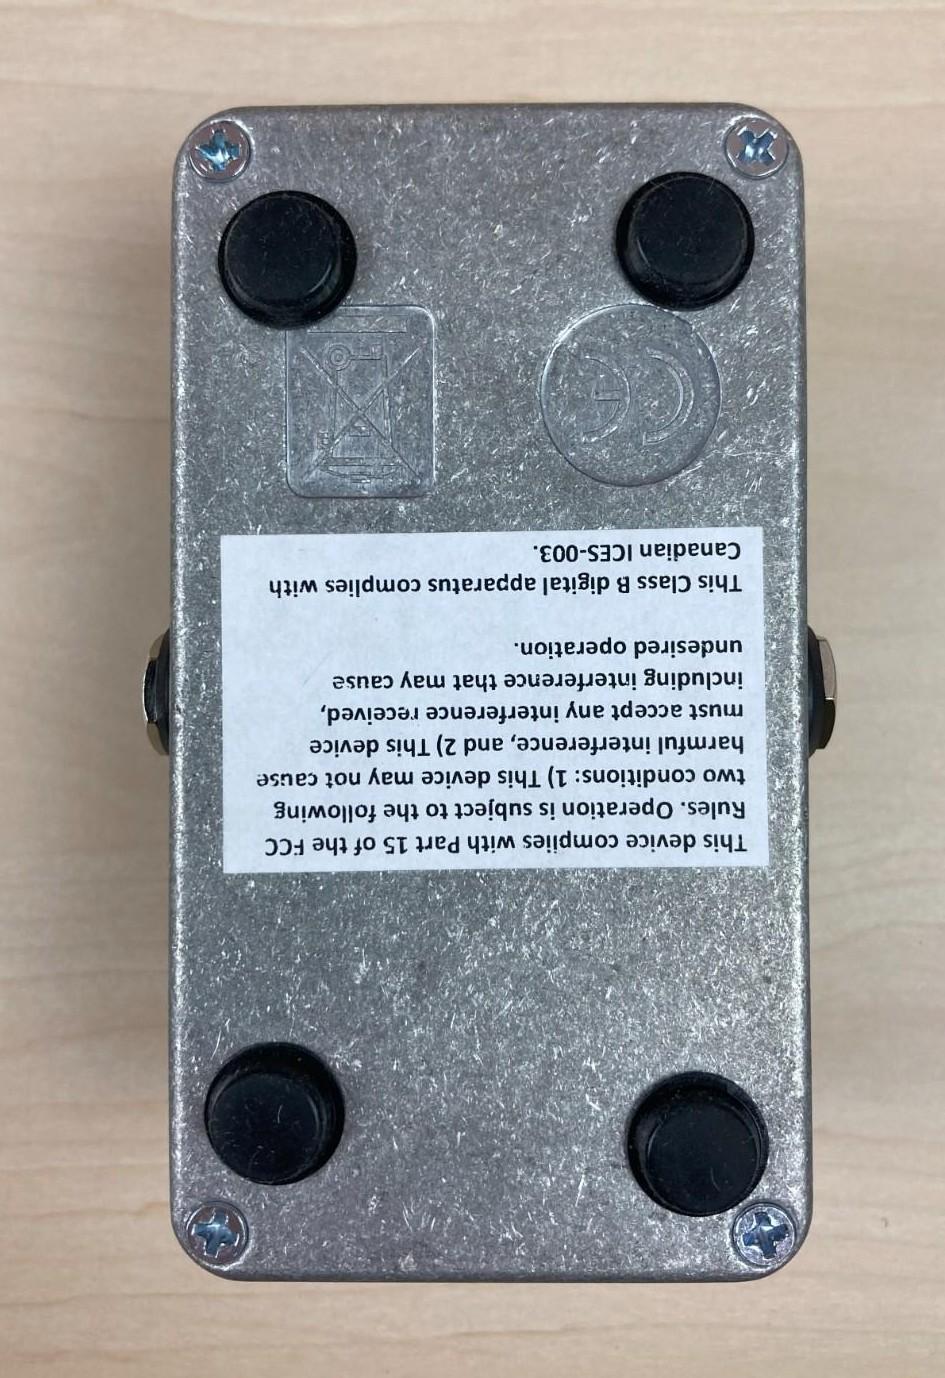 This device complies with Part 15 of the FCC
Rules. Operation is subject to the following
two conditions: 1) This device may not cause
harmful interference, and 2) This device
must accept any interference received,
including interference that may cause
undesired operation.
This Class B digital apparatus complies with
Canadian ICES-003.
CE